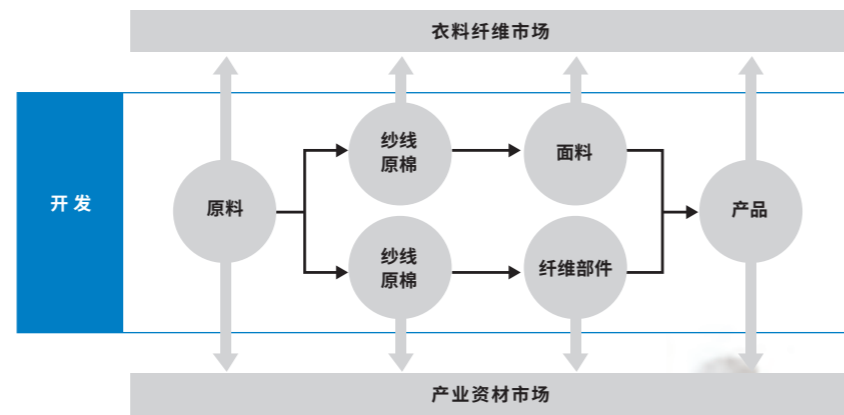 衣料纤维市场
开发
原料
纱线
原棉
面料
纱线
原棉
纤维部件
产品
产业资材市场